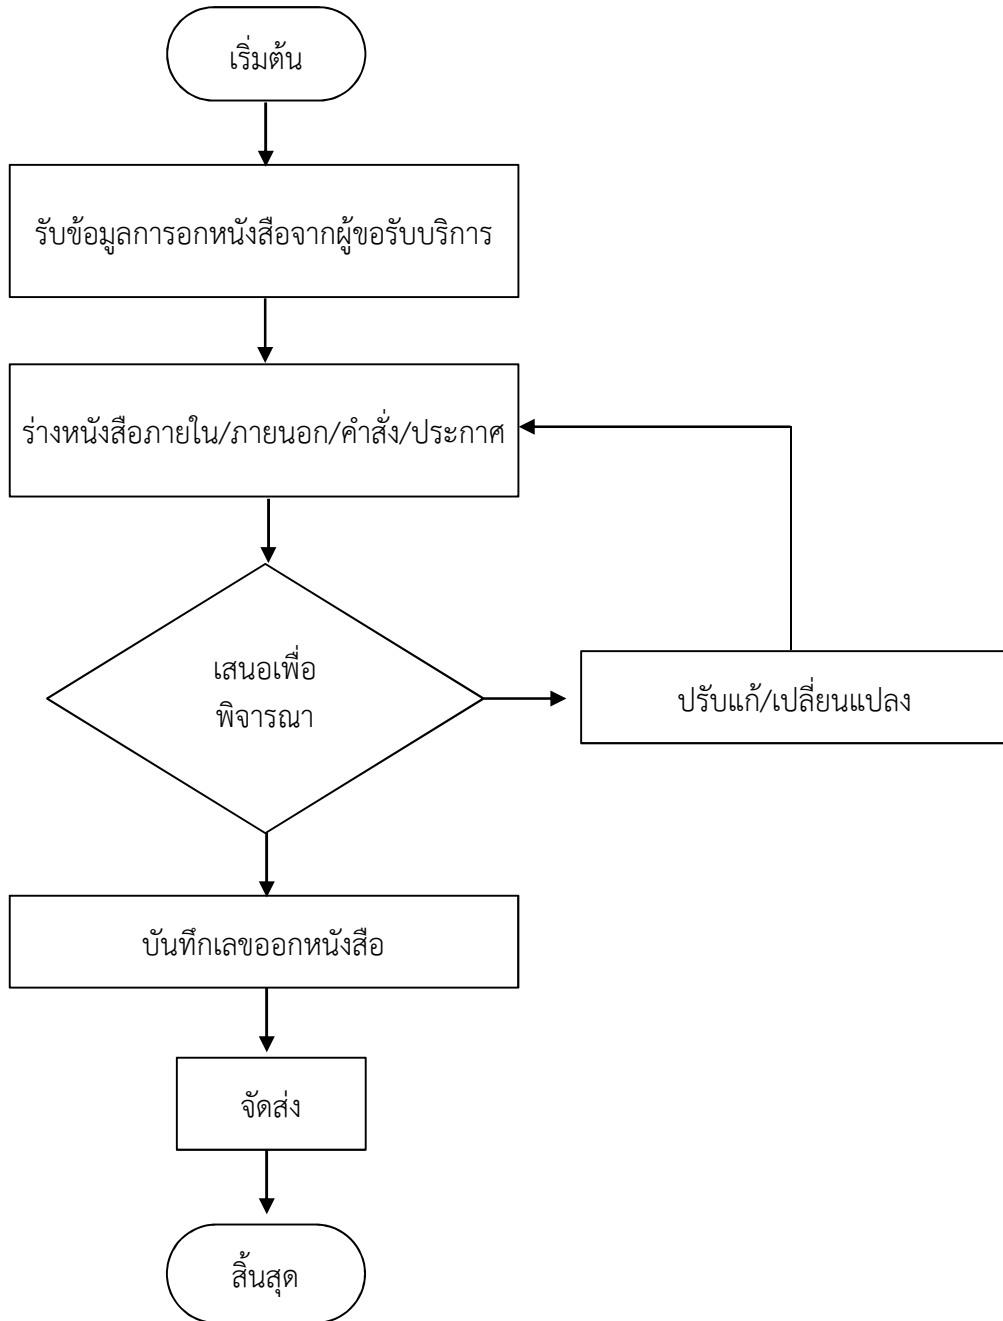 เริ่มต้น
รับข้อมูลการอกหนังสือจากผู้ขอรับบริการ
ร่างหนังสือภายใน/ภายนอก/คำสั่ง/ประกาศ
เสนอเพื่อ
พิจารณา
ปรับแก้/เปลี่ยนแปลง
บันทึกเลขออกหนังสือ
จัดส่ง
สิ้นสุด